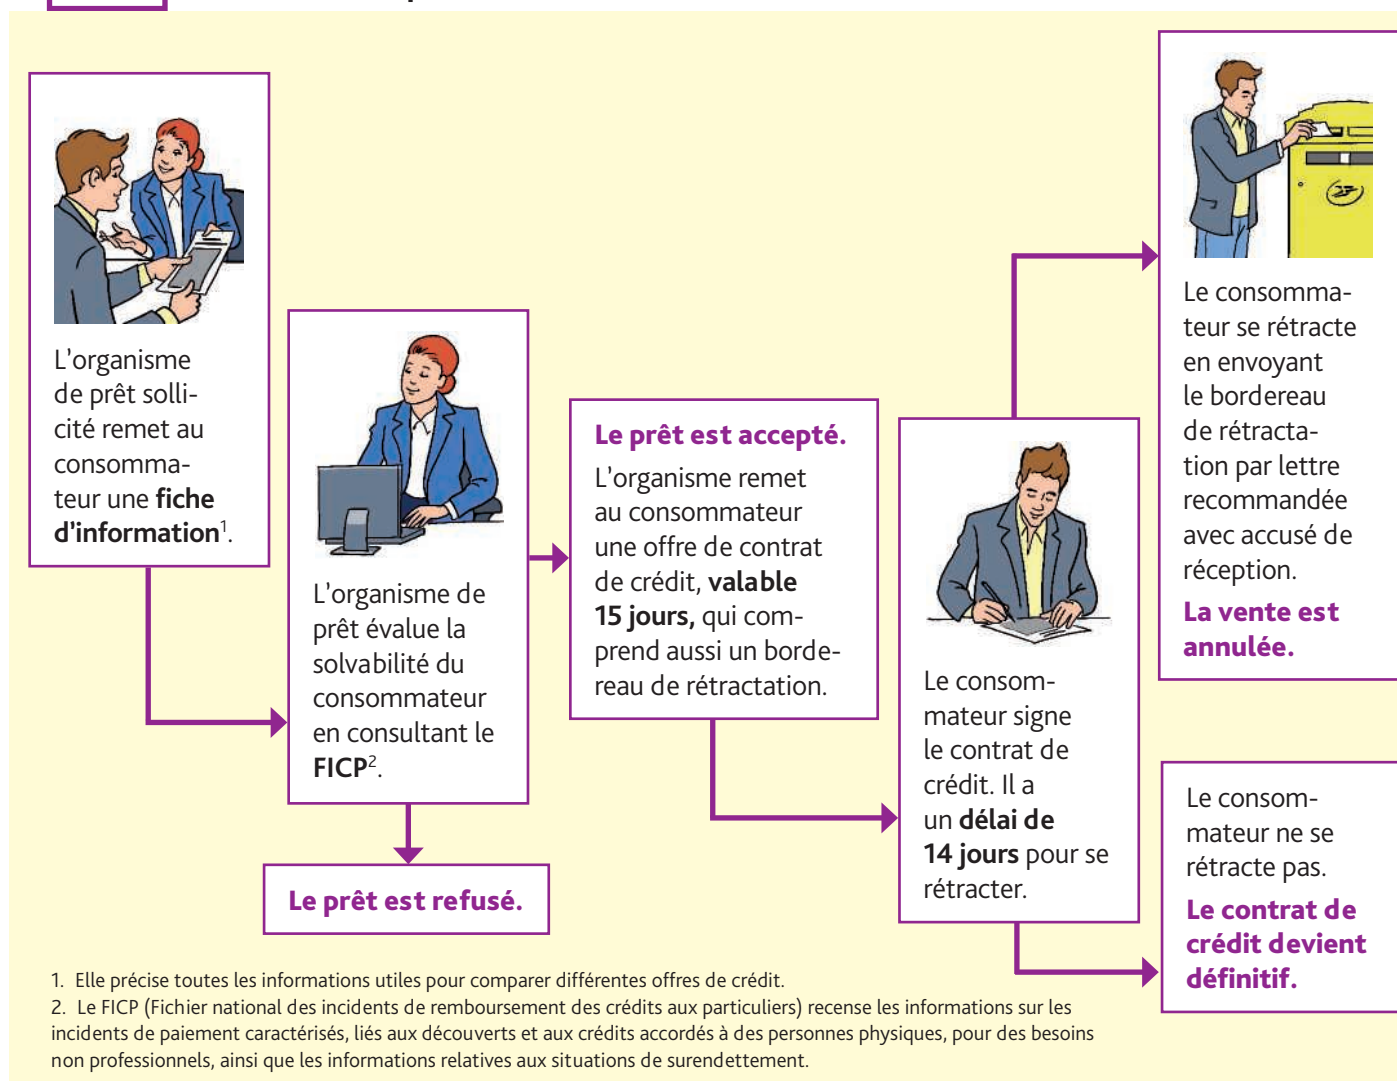 L'organisme
de prêt solli-
cité remet au
consomma-
teur une fiche
d'information¹.
L'organisme de
prêt évalue la
solvabilité du
consommateur
en consultant le
FICP².
Le prêt est refusé.
Le prêt est accepté.
L'organisme remet
au consommateur
une offre de contrat
de crédit, valable
15 jours, qui com-
prend aussi un borde-
reau de rétractation.
Le consom-
mateur signe
le contrat de
crédit. Il a
un délai de
14 jours pour se
rétracter.
Le consomma-
teur se rétracte
en envoyant
le bordereau
de rétracta-
tion par lettre
recommandée
avec accusé de
réception.
La vente est
annulée.
Le consom-
mateur ne se
rétracte pas.
Le contrat de
crédit devient
définitif.
1. Elle précise toutes les informations utiles pour comparer différentes offres de crédit.
2. Le FICP (Fichier national des incidents de remboursement des crédits aux particuliers) recense les informations sur les
incidents de paiement caractérisés, liés aux découverts et aux crédits accordés à des personnes physiques, pour des besoins
non professionnels, ainsi que les informations relatives aux situations de surendettement.